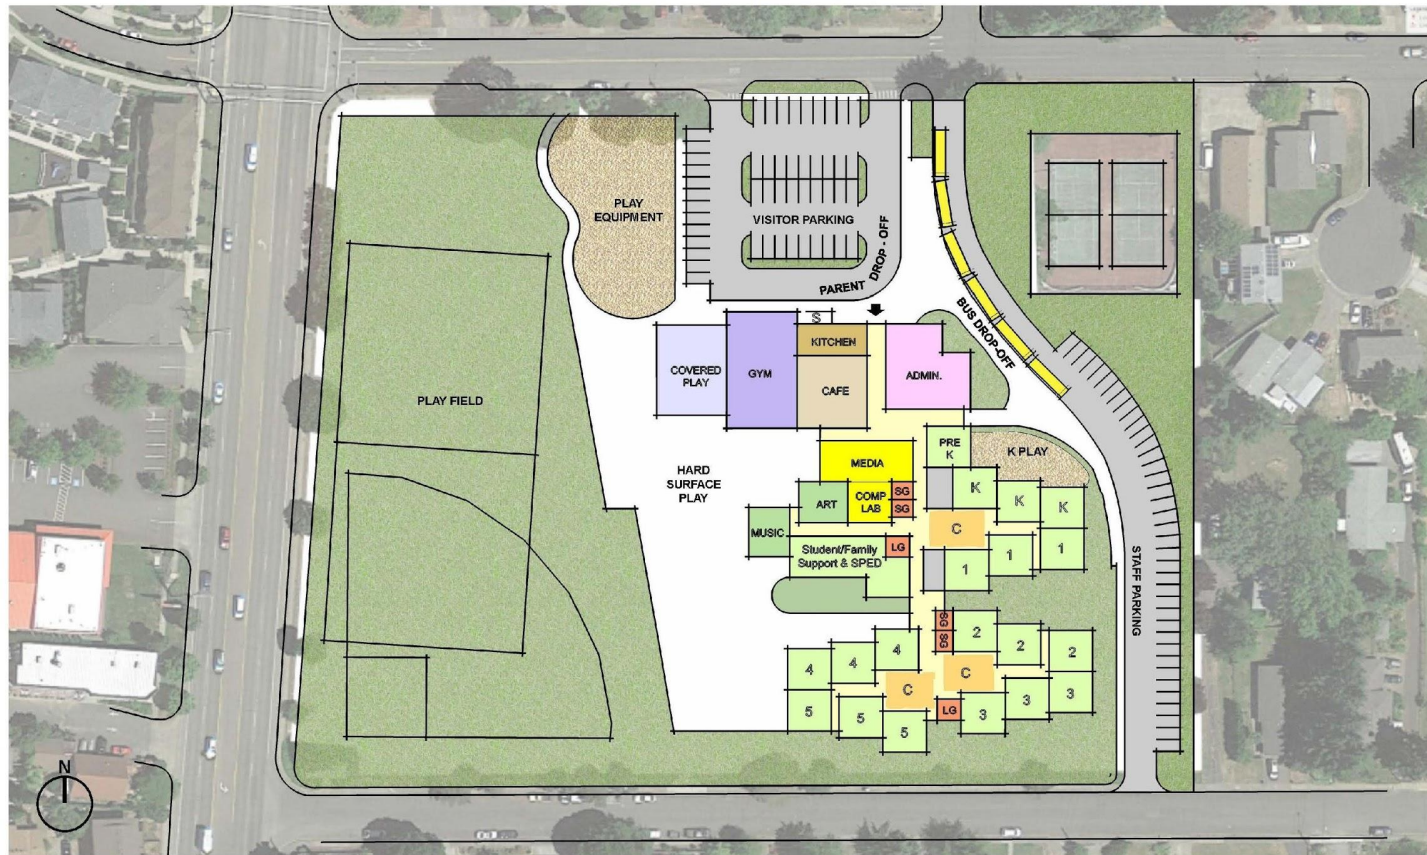 PLAY
EQUIPMENT
VISITOR PARKING
PARENT DROP - OFF
BUS DROP-OFF
S
KITCHEN
COVERED
PLAY
GYM
CAFE
ADMIN.
PLAY FIELD
PRE
K
K PLAY
MEDIA
HARD
SURFACE
PLAY
ART
COMP
LAB
SG
SG
K
K
K
MUSIC
C
Student/Family
Support & SPED
LG
1
1
1
STAFF PARKING
SG
SG
2
2
2
4
4
4
C
C
5
5
5
LG
3
3
3
N